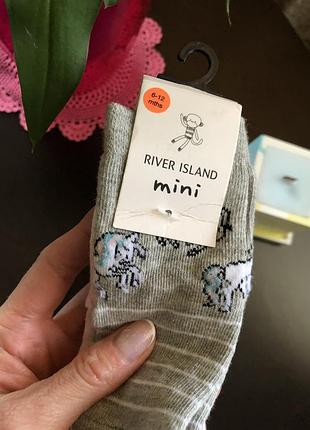 6-12
mths
RIVER ISLAND
mini